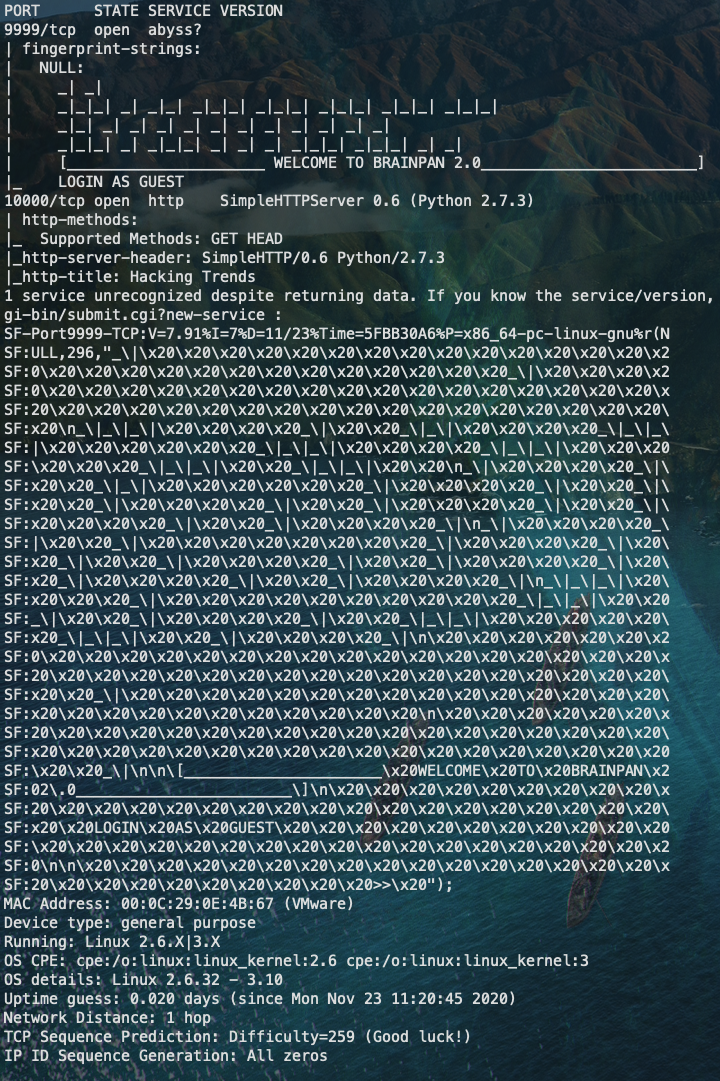 PORT      STATE SERVICE VERSION
9999/tcp  open  abyss?
| fingerprint-strings:
|   NULL:
|     _| _|
|     _|_|_| _| _|_| _|_|_| _|_|_| _|_|_| _|_|_| _|_|_|
|     _|_| _| _| _| _| _| _| _| _| _| _|
|     _|_|_| _| _|_|_| _| _| _| _|_|_| _|_|_| _| _|
|     [______________________ WELCOME TO BRAINPAN 2.0________________________]
|_    LOGIN AS GUEST
10000/tcp open  http    SimpleHTTPServer 0.6 (Python 2.7.3)
| http-methods:
|_  Supported Methods: GET HEAD
|_http-server-header: SimpleHTTP/0.6 Python/2.7.3
|_http-title: Hacking Trends
1 service unrecognized despite returning data. If you know the service/version,
gi-bin/submit.cgi?new-service :
SF-Port9999-TCP:V=7.91%I=7%D=11/23%Time=5FBB30A6%P=x86_64-pc-linux-gnu%r(N
SF:ULL,296,"_\|\x20\x20\x20\x20\x20\x20\x20\x20\x20\x20\x20\x20\x20\x20\x2
SF:0\x20\x20\x20\x20\x20\x20\x20\x20\x20\x20\x20\x20_\|\x20\x20\x20\x20\x2
SF:0\x20\x20\x20\x20\x20\x20\x20\x20\x20\x20\x20\x20\x20\x20\x20\x20\x20\x
SF:20\x20\x20\x20\x20\x20\x20\x20\x20\x20\x20\x20\x20\x20\x20\x20\x20\x20\
SF:x20\n_\|_\|_\|\x20\x20\x20\x20_\|\x20\x20_\|_\|\x20\x20\x20\x20_\|_\|_\
SF:|\x20\x20\x20\x20\x20\x20_\|_\|_\|\x20\x20\x20\x20_\|_\|_\|\x20\x20\x20
SF:\x20\x20\x20_\|_\|_\|\x20\x20_\|_\|_\|\x20\x20\x20\n_\|\x20\x20\x20_\|\
SF:x20\x20_\|_\|\x20\x20\x20\x20\x20\x20_\|\x20\x20\x20\x20_\|\x20\x20_\|\
SF:x20\x20_\|\x20\x20\x20\x20_\|\x20\x20_\|\x20\x20\x20\x20_\|\x20\x20_\|\
SF:x20\x20\x20\x20_\|\x20\x20_\|\x20\x20\x20\x20_\|\n_\|\x20\x20\x20\x20_\
SF:|\x20\x20_\|\x20\x20\x20\x20\x20\x20_\|\x20\x20\x20\x20_\|\x20\x20_\|\x20\
SF:x20_\|\x20\x20_\|\x20\x20\x20\x20_\|\x20\x20_\|\x20\x20\x20\x20_\|\x20\
SF:x20_\|\x20\x20\x20\x20_\|\x20\x20_\|\x20\x20\x20\x20_\|\n_\|_\|_\|\x20\
SF:x20\x20\x20_\|\x20\x20\x20\x20\x20\x20\x20\x20\x20_\|_\|_\|\x20\x20
SF:_\|\x20\x20_\|\x20\x20\x20\x20_\|\x20\x20_\|_\|_\|\x20\x20\x20\x20\x20\
SF:x20_\|_\|_\|\x20\x20_\|\x20\x20\x20\x20_\|\n\x20\x20\x20\x20\x20\x20\x2
SF:0\x20\x20\x20\x20\x20\x20\x20\x20\x20\x20\x20\x20\x20\x20\x20\x20\x20\x
SF:20\x20\x20\x20\x20\x20\x20\x20\x20\x20\x20\x20\x20\x20\x20\x20\x20\x20\
SF:x20\x20_\|\x20\x20\x20\x20\x20\x20\x20\x20\x20\x20\x20\x20\x20\x20\x20\
SF:x20\x20\x20\x20\x20\x20\x20\x20\x20\x20\x20\x20\n\x20\x20\x20\x20\x20\x
SF:20\x20\x20\x20\x20\x20\x20\x20\x20\x20\x20\x20\x20\x20\x20\x20\x20\x20\
SF:x20\x20\x20\x20\x20\x20\x20\x20\x20\x20\x20\x20\x20\x20\x20\x20\x20\x20
SF:\x20\x20_\|\n\n\[______________________\x20WELCOME\x20TO\x20BRAINPAN\x2
SF:02\.0________________________\]\n\x20\x20\x20\x20\x20\x20\x20\x20\x20\x
SF:20\x20\x20\x20\x20\x20\x20\x20\x20\x20\x20\x20\x20\x20\x20\x20\x20\x20\
SF:x20\x20LOGIN\x20AS\x20GUEST\x20\x20\x20\x20\x20\x20\x20\x20\x20\x20\x20
SF:\x20\x20\x20\x20\x20\x20\x20\x20\x20\x20\x20\x20\x20\x20\x20\x20\x20\x2
SF:0\n\n\x20\x20\x20\x20\x20\x20\x20\x20\x20\x20\x20\x20\x20\x20\x20\x20\x
SF:20\x20\x20\x20\x20\x20\x20\x20\x20\x20>>\x20");
MAC Address: 00:0C:29:0E:4B:67 (VMware)
Device type: general purpose
Running: Linux 2.6.X|3.X
OS CPE: cpe:/o:linux:linux_kernel:2.6 cpe:/o:linux:linux_kernel:3
OS details: Linux 2.6.32 - 3.10
Uptime guess: 0.020 days (since Mon Nov 23 11:20:45 2020)
Network Distance: 1 hop
TCP Sequence Prediction: Difficulty=259 (Good luck!)
IP ID Sequence Generation: All zeros